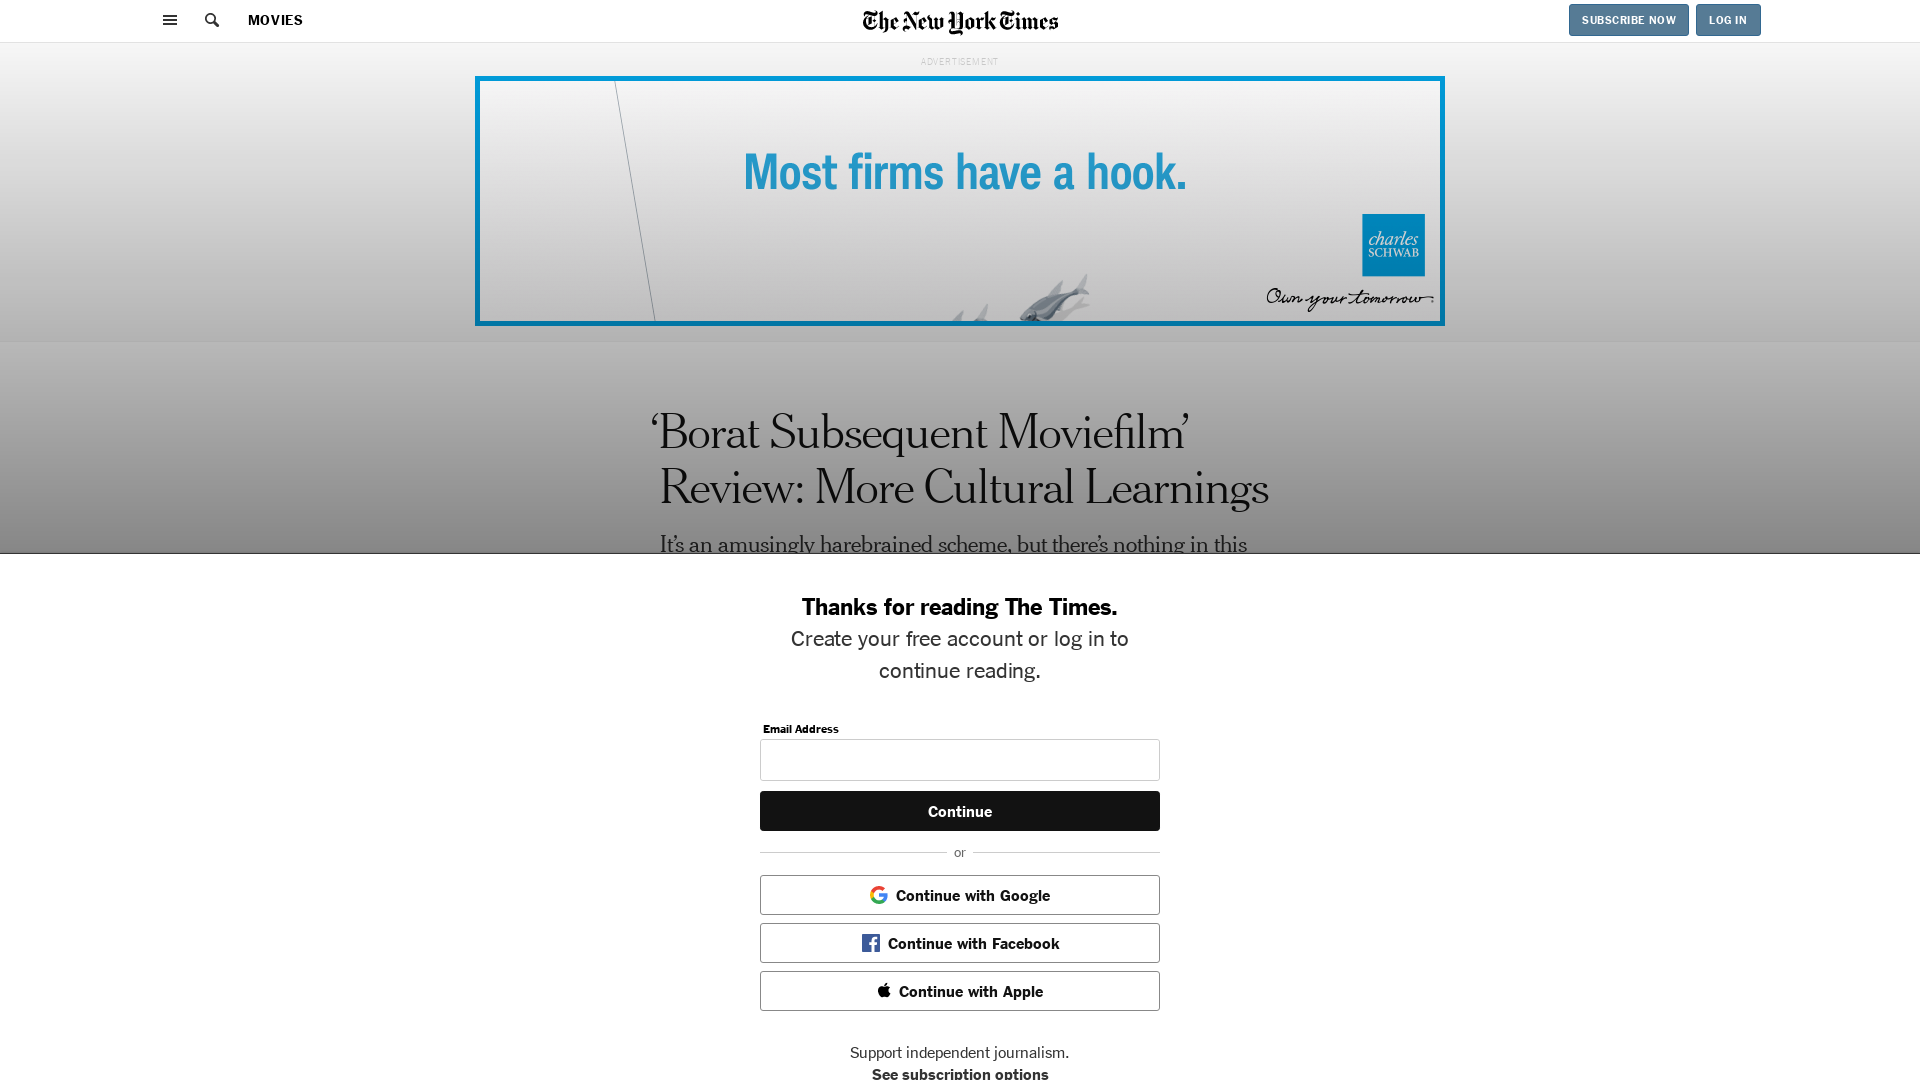 MOVIES
The New York Times
SUBSCRIBE NOW
LOG IN
ADVERTISEMENT
Most firms have a hook.
charles
SCHWAB
Own your tomorrow
‘Borat Subsequent Moviefilm’
Review: More Cultural Learnings
It’s an amusingly harebrained scheme, but there’s nothing in this
Thanks for reading The Times.
Create your free account or log in to
continue reading.
Email Address
Continue
or
Continue with Google
Continue with Facebook
Continue with Apple
Support independent journalism.
See subscription options